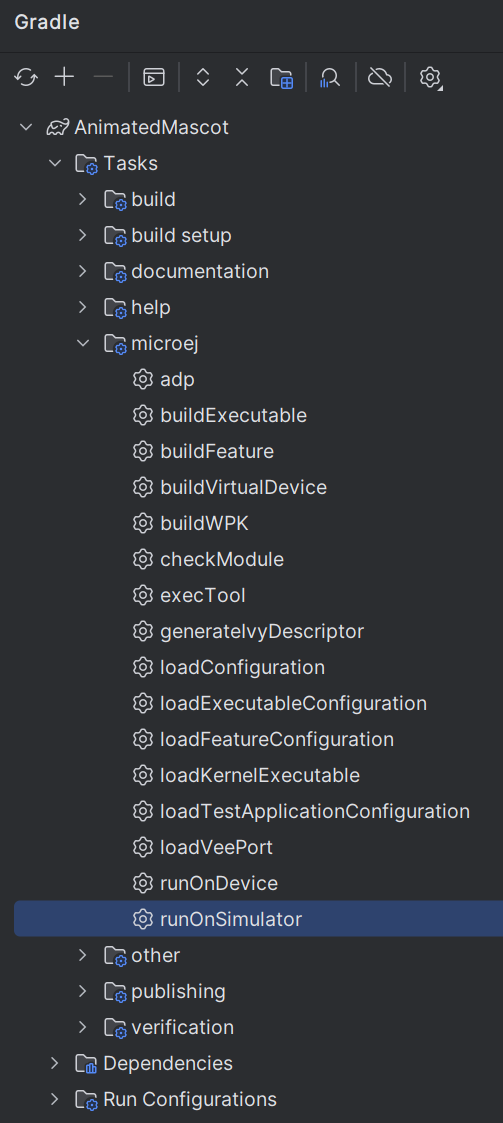 Gradle
AnimatedMascot
Tasks
build
build setup
documentation
help
microej
adp
buildExecutable
buildFeature
buildVirtualDevice
buildWPK
checkModule
execTool
generateIvyDescriptor
loadConfiguration
loadExecutableConfiguration
loadFeatureConfiguration
loadKernelExecutable
loadTestApplicationConfiguration
loadVeePort
runOnDevice
runOnSimulator
other
publishing
verification
Dependencies
Run Configurations